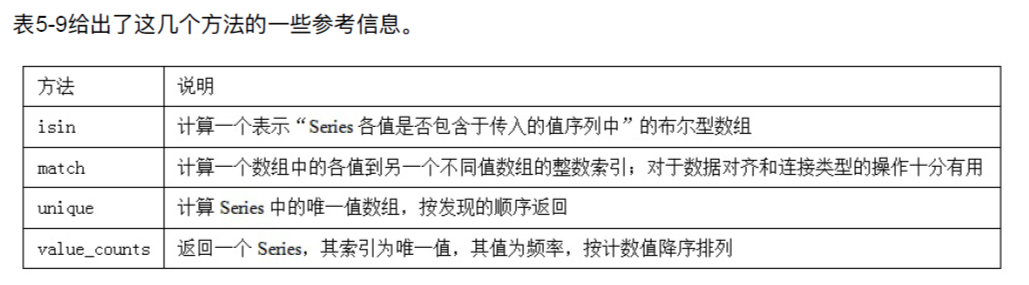 表5-9给出了这几个方法的一些参考信息。
方法 说明
isin 计算一个表示“Series 各值是否包含于传入的值序列中”的布尔型数组
match 计算一个数组中的各值到另一个不同值数组的整数索引；对于数据对齐和连接类型的操作十分有用
unique 计算 Series 中的唯一值数组，按发现的顺序返回
value_counts 返回一个 Series，其索引为唯一值，其值为频率，按计数值降序排列